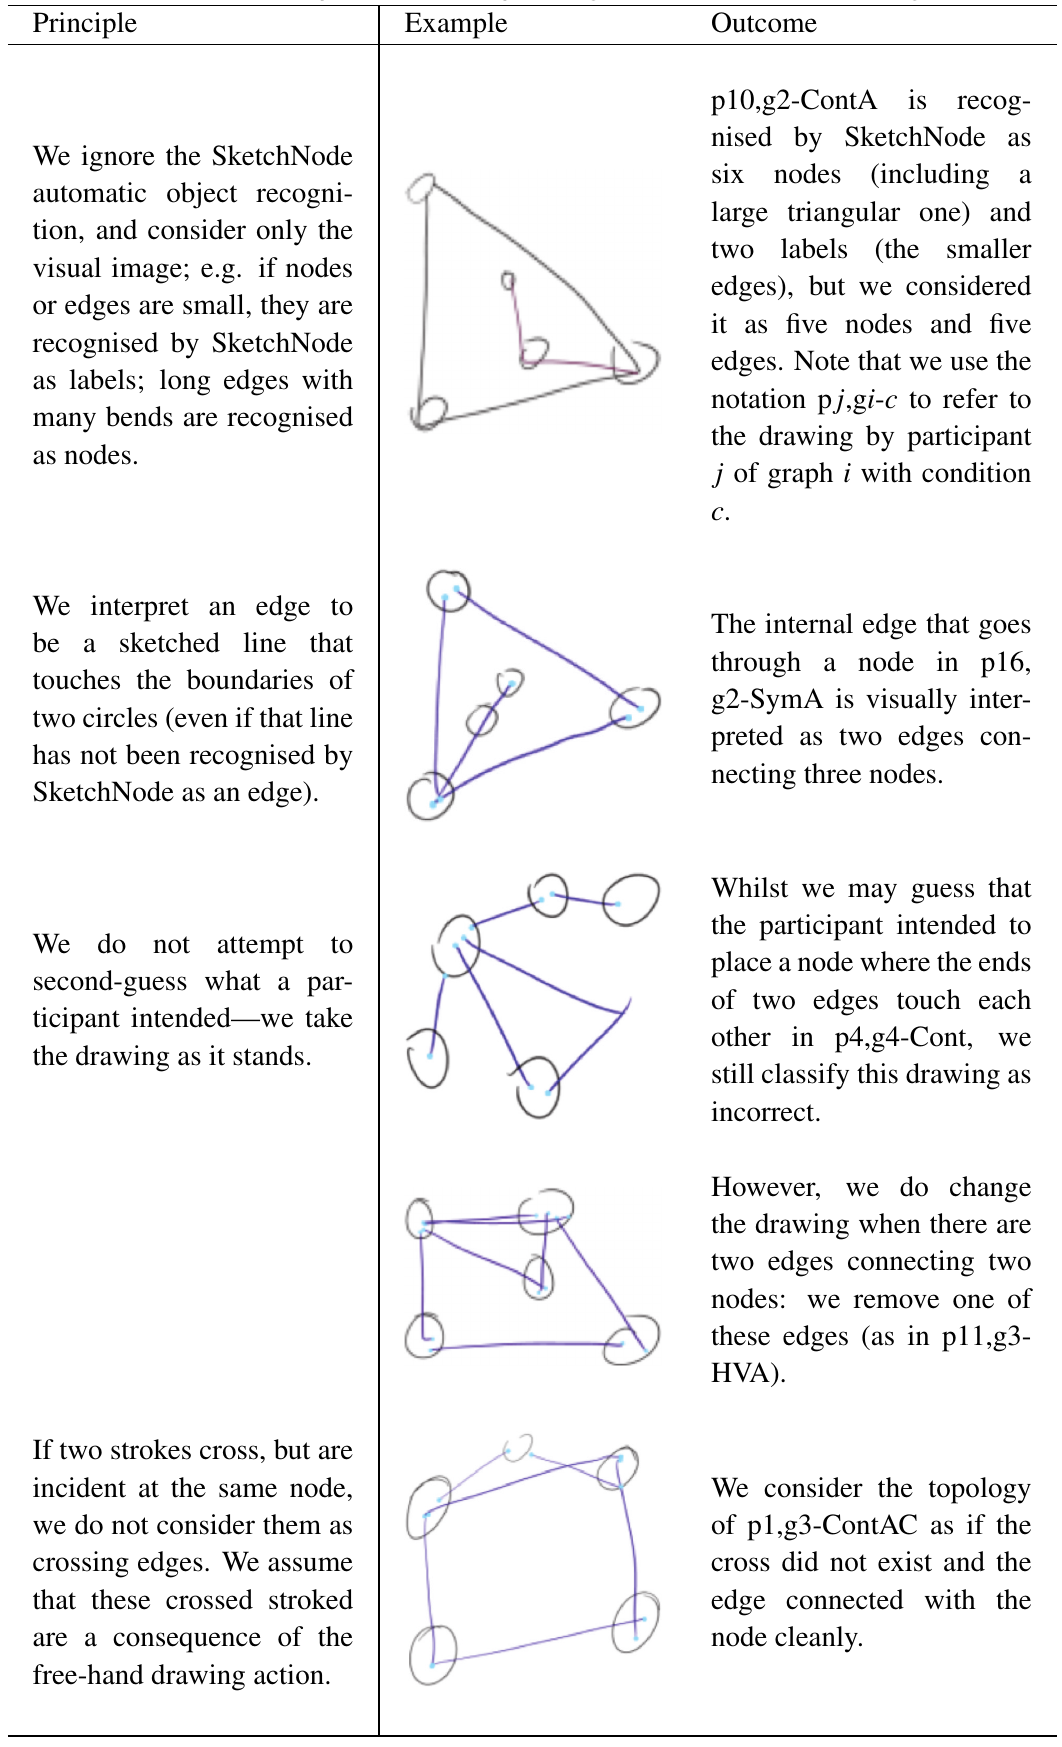 Principle
Example
Outcome
We ignore the SketchNode
automatic object recogni-
tion, and consider only the
visual image; e.g. if nodes
or edges are small, they are
recognised by SketchNode
as labels; long edges with
many bends are recognised
as nodes.
p10,g2-ContA is recog-
nised by SketchNode as
six nodes (including a
large triangular one) and
two labels (the smaller
edges), but we considered
it as five nodes and five
edges. Note that we use the
notation pj,gi-c to refer to
the drawing by participant
j of graph i with condition
c.
We interpret an edge to
be a sketched line that
touches the boundaries of
two circles (even if that line
has not been recognised by
SketchNode as an edge).
The internal edge that goes
through a node in p16,
g2-SymA is visually inter-
preted as two edges con-
necting three nodes.
We do not attempt to
second-guess what a par-
ticipant intended—we take
the drawing as it stands.
Whilst we may guess that
the participant intended to
place a node where the ends
of two edges touch each
other in p4,g4-Cont, we
still classify this drawing as
incorrect.
However, we do change
the drawing when there are
two edges connecting two
nodes: we remove one of
these edges (as in p11,g3-
HVA).
If two strokes cross, but are
incident at the same node,
we do not consider them as
crossing edges. We assume
that these crossed stroked
are a consequence of the
free-hand drawing action.
We consider the topology
of p1,g3-ContAC as if the
cross did not exist and the
edge connected with the
node cleanly.